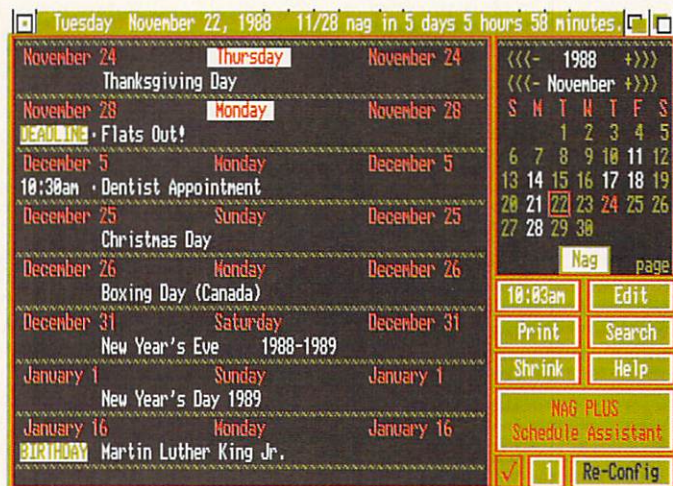 Tuesday November 22, 1988 11/28 nag in 5 days 5 hours 58 minutes.
November 24 Thursday November 24
Thanksgiving Day
November 28 Monday November 28
DEADLINE · Flats Out!
December 5 Monday December 5
10:30am · Dentist Appointment
December 25 Sunday December 25
Christmas Day
December 26 Monday December 26
Boxing Day (Canada)
December 31 Saturday December 31
New Year's Eve 1988-1989
January 1 Sunday January 1
New Year's Day 1989
January 16 Monday January 16
BIRTHDAY Martin Luther King Jr.
(((- 1988 +)))
(((- November +)))
S M T W T F S
1 2 3 4 5
6 7 8 9 10 11 12
13 14 15 16 17 18 19
20 21 22 23 24 25 26
27 28 29 30
Nag page
10:03am Edit
Print Search
Shrink Help
NAG PLUS
Schedule Assistant
✓ 1 Re-Config